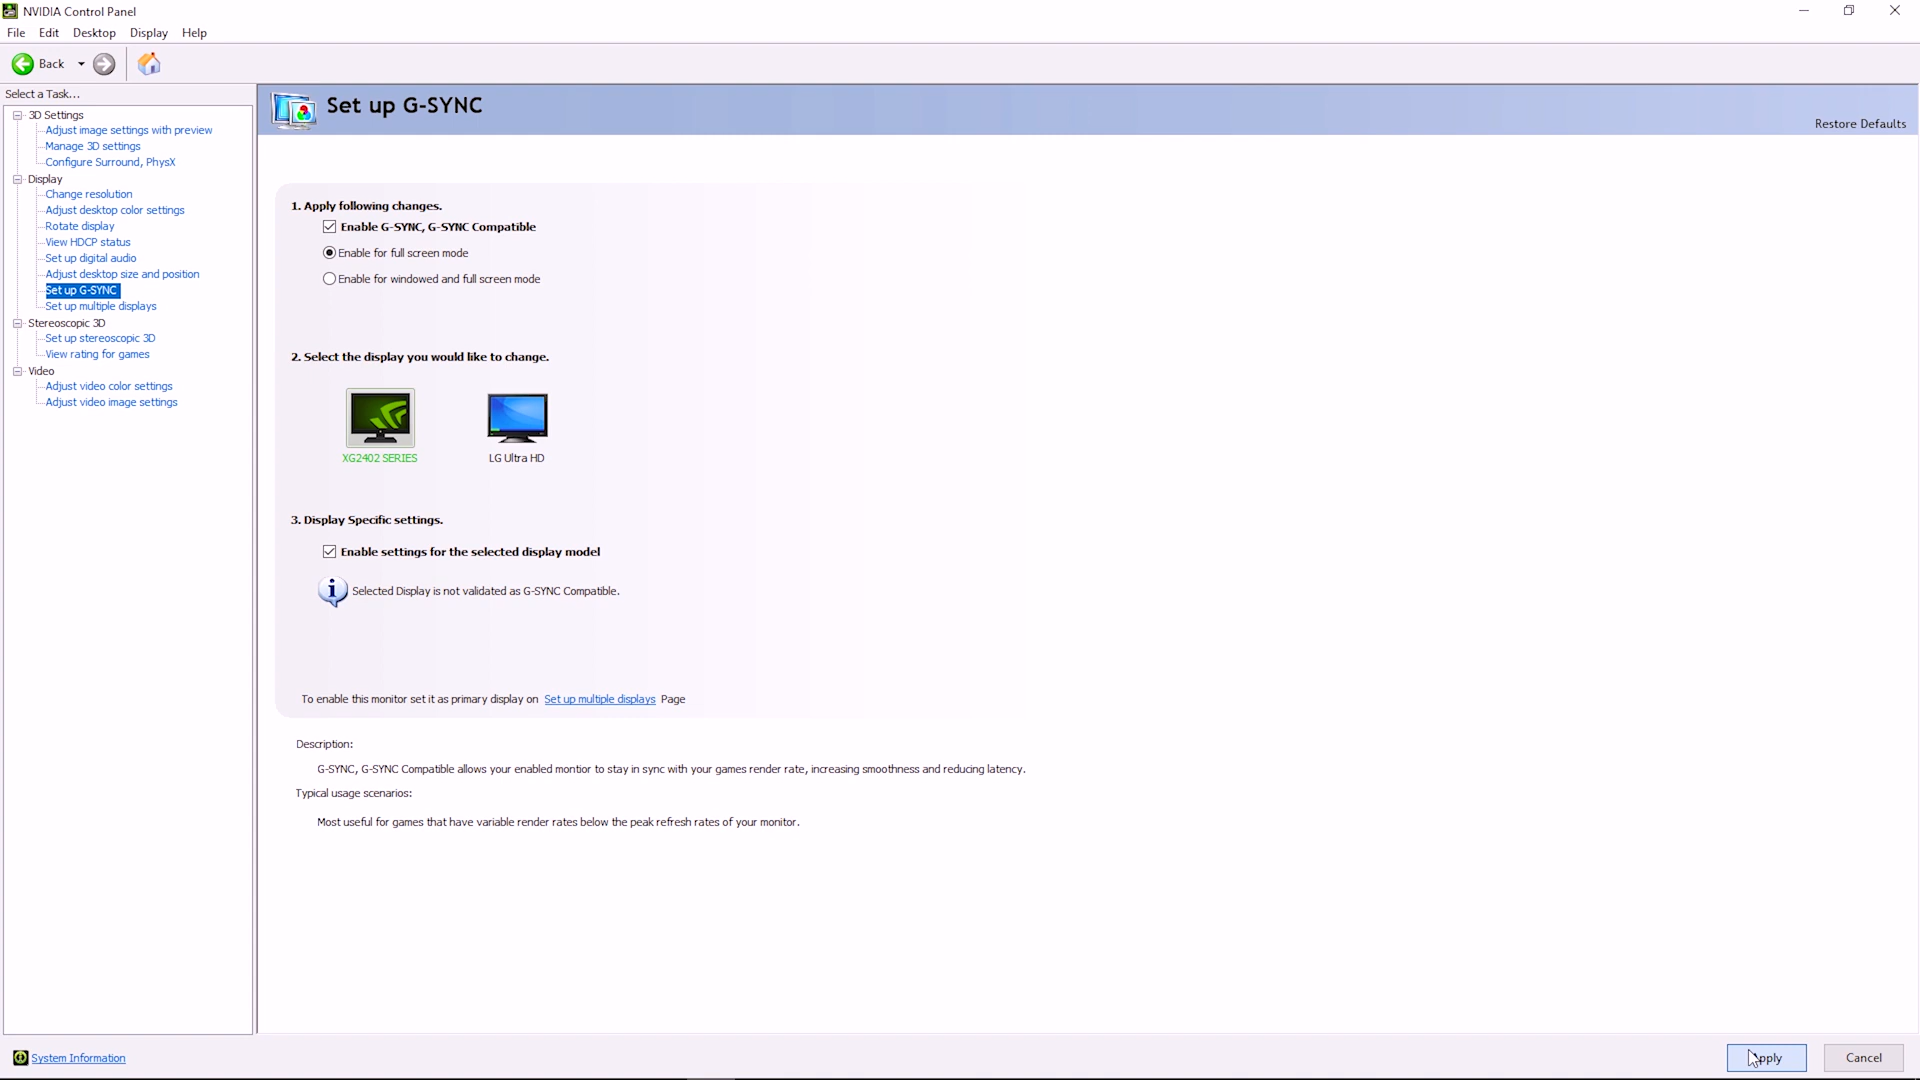 NVIDIA Control Panel
File Edit Desktop Display Help
Back
Select a Task...
3D Settings
Adjust image settings with preview
Manage 3D settings
Configure Surround, PhysX
Display
Change resolution
Adjust desktop color settings
Rotate display
View HDCP status
Set up digital audio
Adjust desktop size and position
Set up G-SYNC
Set up multiple displays
Stereoscopic 3D
Set up stereoscopic 3D
View rating for games
Video
Adjust video color settings
Adjust video image settings
System Information
Set up G-SYNC
Restore Defaults
1. Apply following changes.
Enable G-SYNC, G-SYNC Compatible
Enable for full screen mode
Enable for windowed and full screen mode
2. Select the display you would like to change.
XG2402 SERIES
LG Ultra HD
3. Display Specific settings.
Enable settings for the selected display model
Selected Display is not validated as G-SYNC Compatible.
To enable this monitor set it as primary display on Set up multiple displays Page
Description:
G-SYNC, G-SYNC Compatible allows your enabled montior to stay in sync with your games render rate, increasing smoothness and reducing latency.
Typical usage scenarios:
Most useful for games that have variable render rates below the peak refresh rates of your monitor.
Apply
Cancel